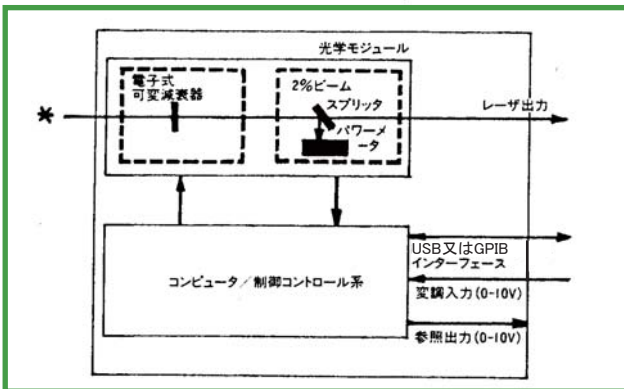 光学モジュール
電子式
可変減衰器
2%ビーム
スプリッタ
パワーメ
ータ
レーザ出力
コンピュータ/制御コントロール系
USB又はGPIB
インターフェース
変調入力(0-10V)
参照出力(0-10V)